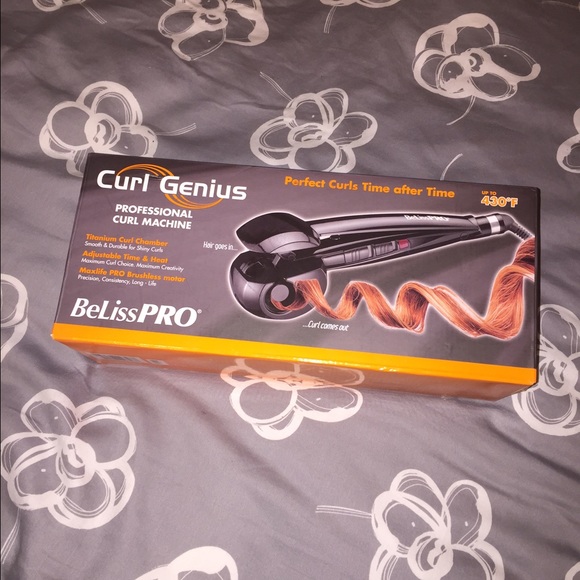 Curl Genius
PROFESSIONAL
CURL MACHINE
Titanium Curl Chamber
Smooth & Durable for Shiny Curls
Adjustable Time & Heat
Maximum Curl Choice. Maximum Creativity
Maxlife PRO Brushless motor
Precision, Consistency, Long - Life
BeLissPRO®
Perfect Curls Time after Time
UP TO
430°F
Hair goes in...
BeLissPRO
...Curl comes out